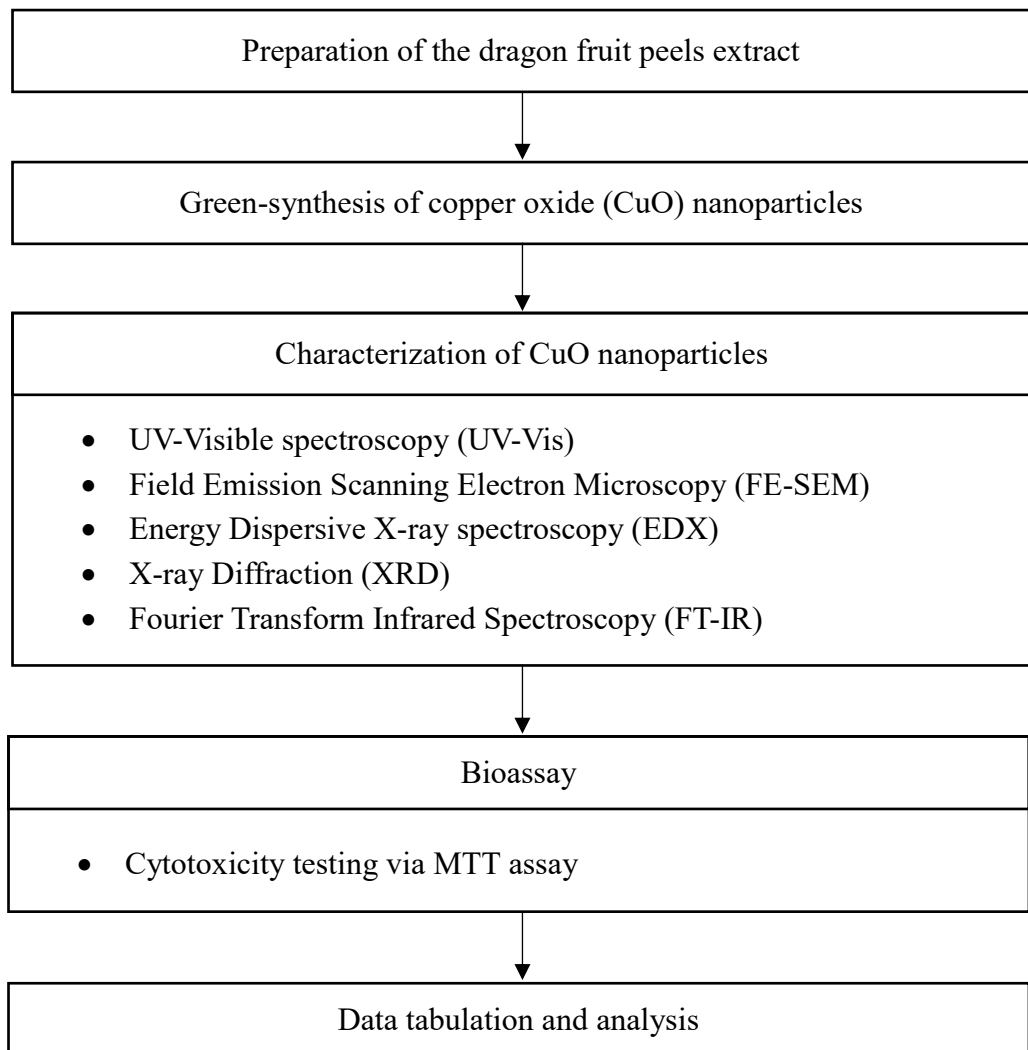 Preparation of the dragon fruit peels extract
Green-synthesis of copper oxide (CuO) nanoparticles
Characterization of CuO nanoparticles
• UV-Visible spectroscopy (UV-Vis)
• Field Emission Scanning Electron Microscopy (FE-SEM)
• Energy Dispersive X-ray spectroscopy (EDX)
• X-ray Diffraction (XRD)
• Fourier Transform Infrared Spectroscopy (FT-IR)
Bioassay
• Cytotoxicity testing via MTT assay
Data tabulation and analysis